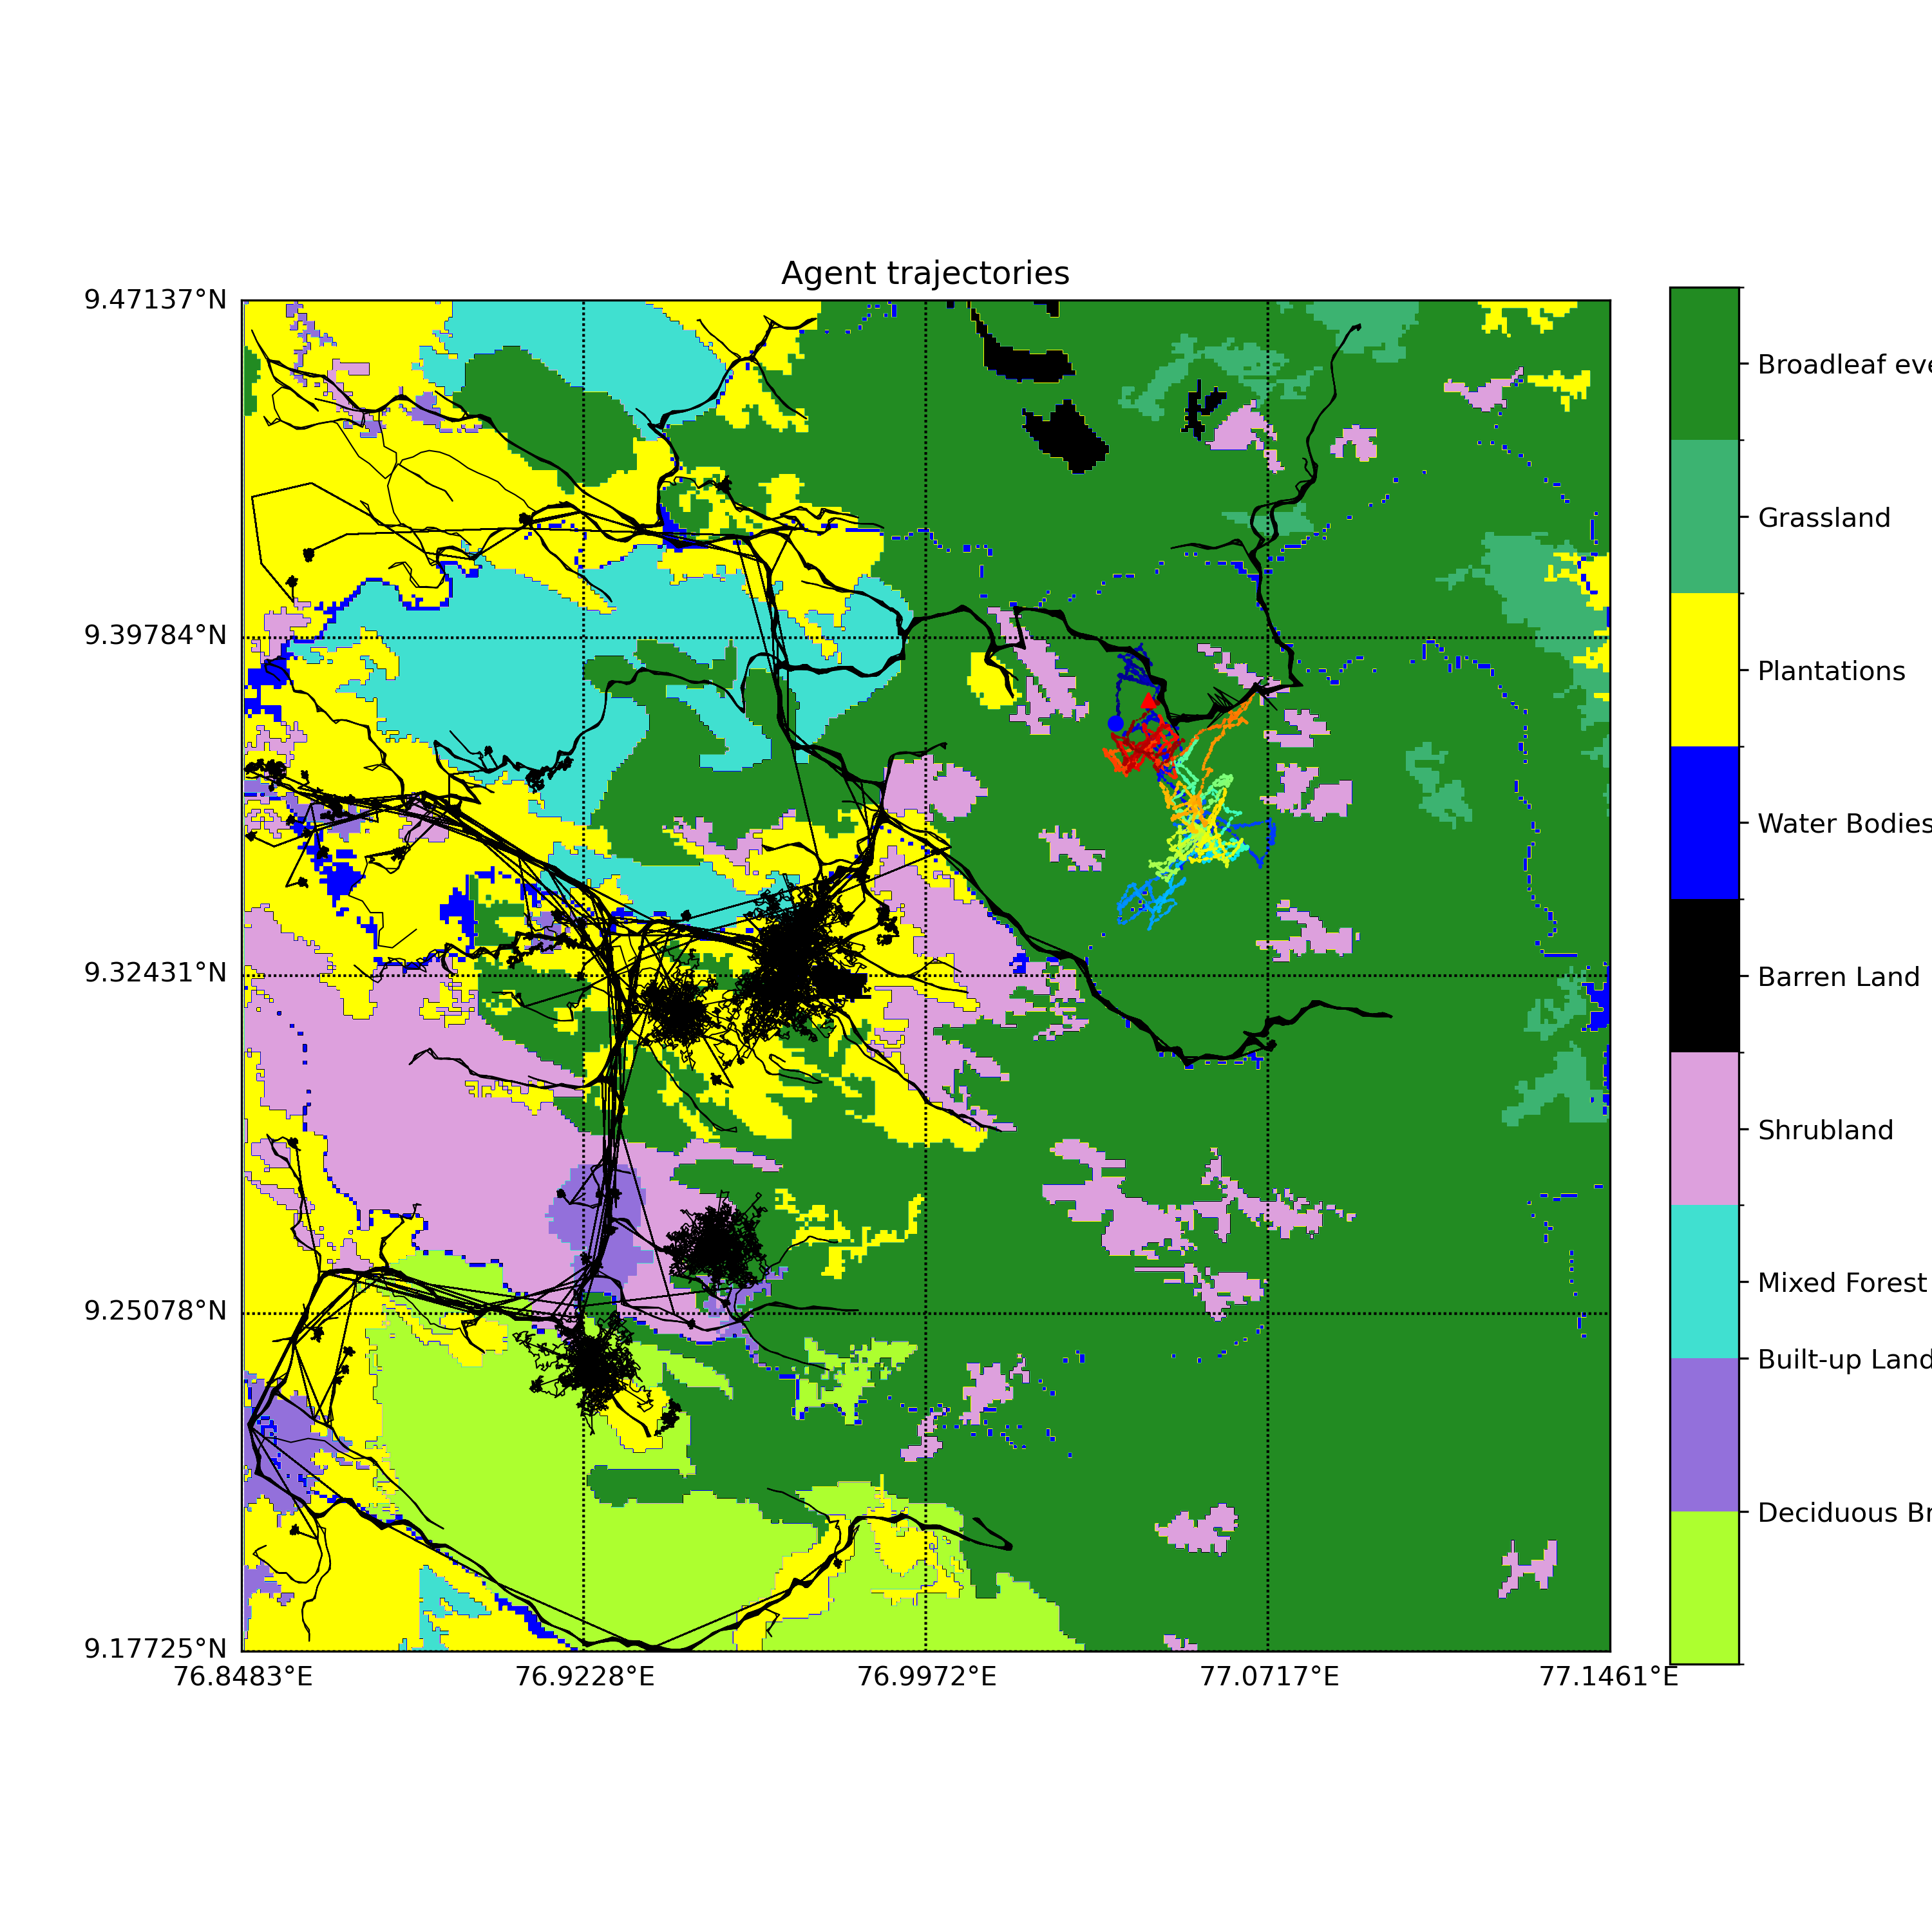 Agent trajectories
9.47137°N
9.39784°N
9.32431°N
9.25078°N
9.17725°N
76.8483°E
76.9228°E
76.9972°E
77.0717°E
77.1461°E
Broadleaf eve
Grassland
Plantations
Water Bodies
Barren Land
Shrubland
Mixed Forest
Built-up Land
Deciduous Br